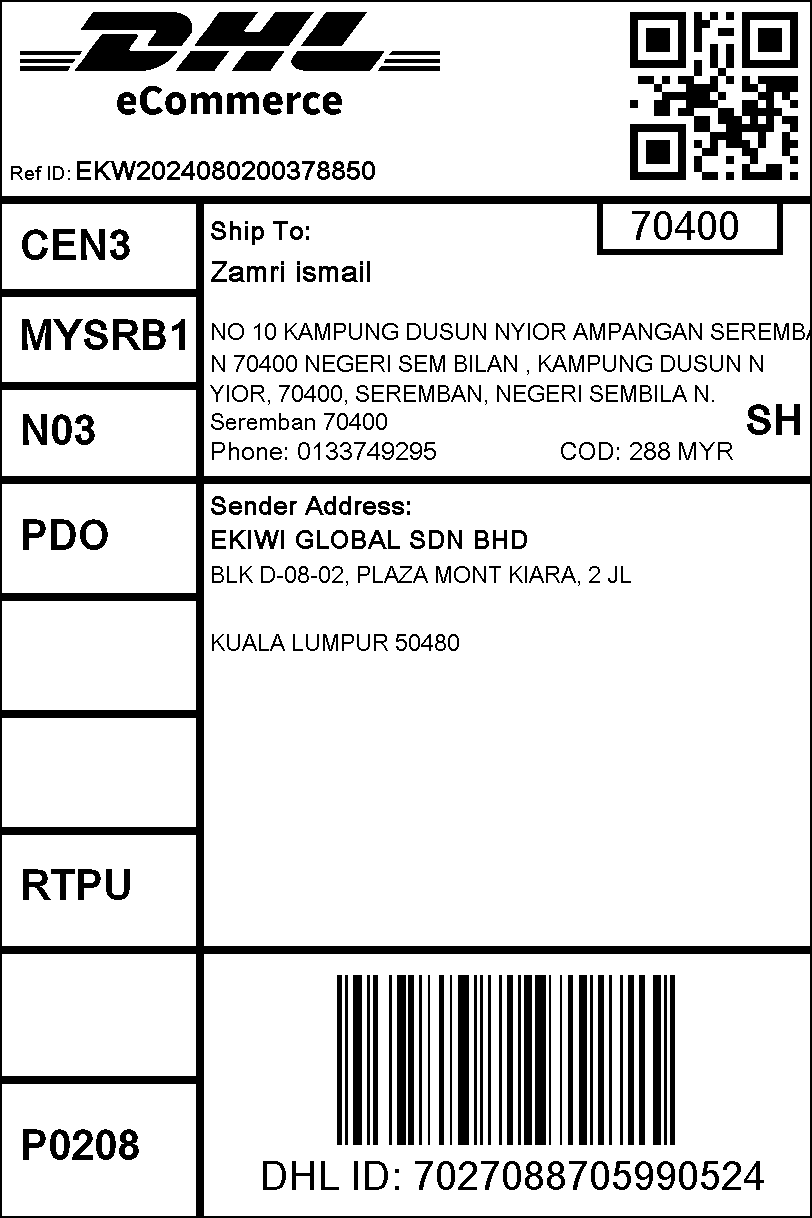 DHL
eCommerce
Ref ID: EKW2024080200378850
CEN3
MYSRB1
N03
PDO
RTPU
P0208
Ship To:
70400
Zamri ismail
NO 10 KAMPUNG DUSUN NYIOR AMPANGAN SEREMBA
N 70400 NEGERI SEM BILAN , KAMPUNG DUSUN N
YIOR, 70400, SEREMBAN, NEGERI SEMBILA N.
Seremban 70400
SH
Phone: 0133749295 COD: 288 MYR
Sender Address:
EKIWI GLOBAL SDN BHD
BLK D-08-02, PLAZA MONT KIARA, 2 JL
KUALA LUMPUR 50480
DHL ID: 7027088705990524